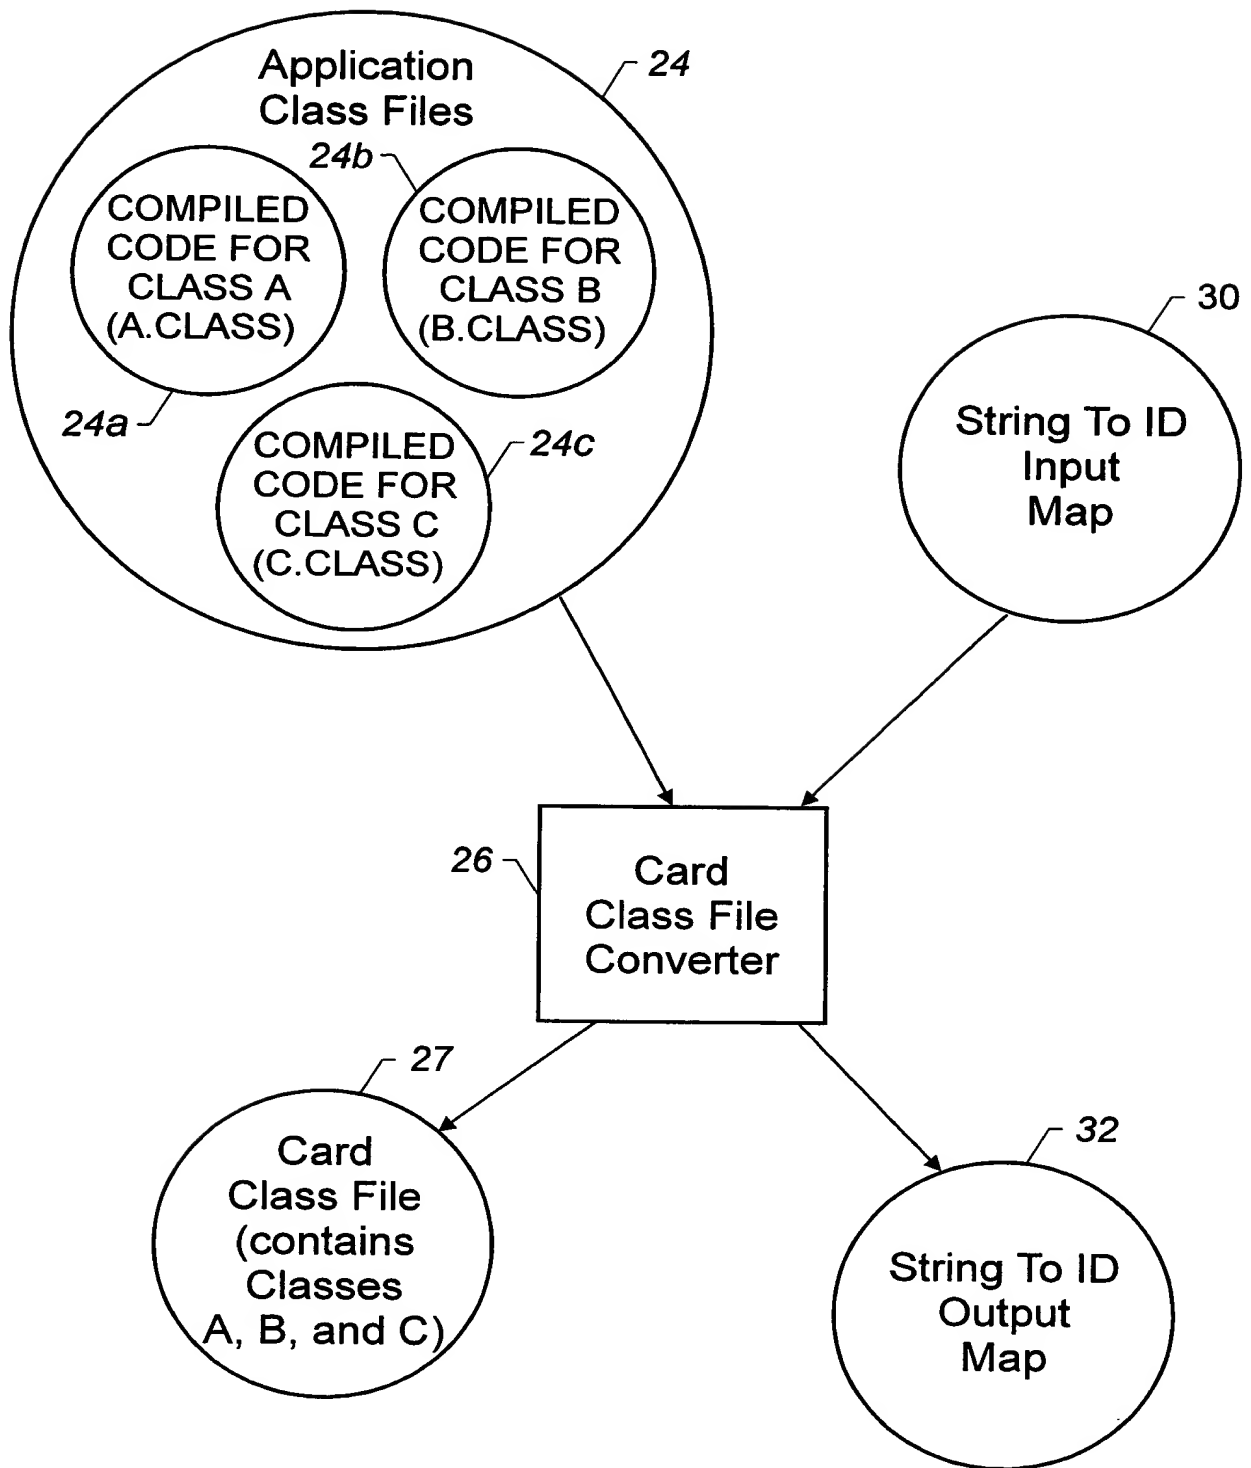 Application
Class Files
24
24b
COMPILED
CODE FOR
CLASS A
(A.CLASS)
COMPILED
CODE FOR
CLASS B
(B.CLASS)
24a
COMPILED
CODE FOR
CLASS C
(C.CLASS)
24c
30
String To ID
Input
Map
26
Card
Class File
Converter
27
Card
Class File
(contains
Classes
A, B, and C)
32
String To ID
Output
Map